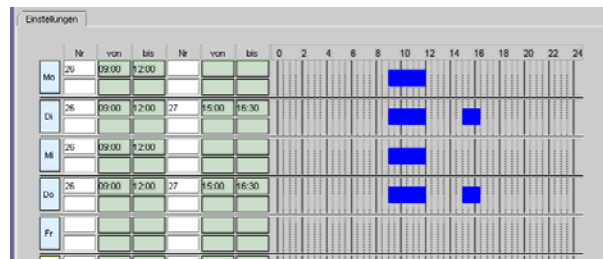 Einstellungen
Nr von bis Nr von bis 0 2 4 6 8 10 12 14 16 18 20 22 24
Mo 26 09:00 12:00
Di 26 09:00 12:00 27 15:00 16:30
Mi 26 09:00 12:00
Do 26 09:00 12:00 27 15:00 16:30
Fr